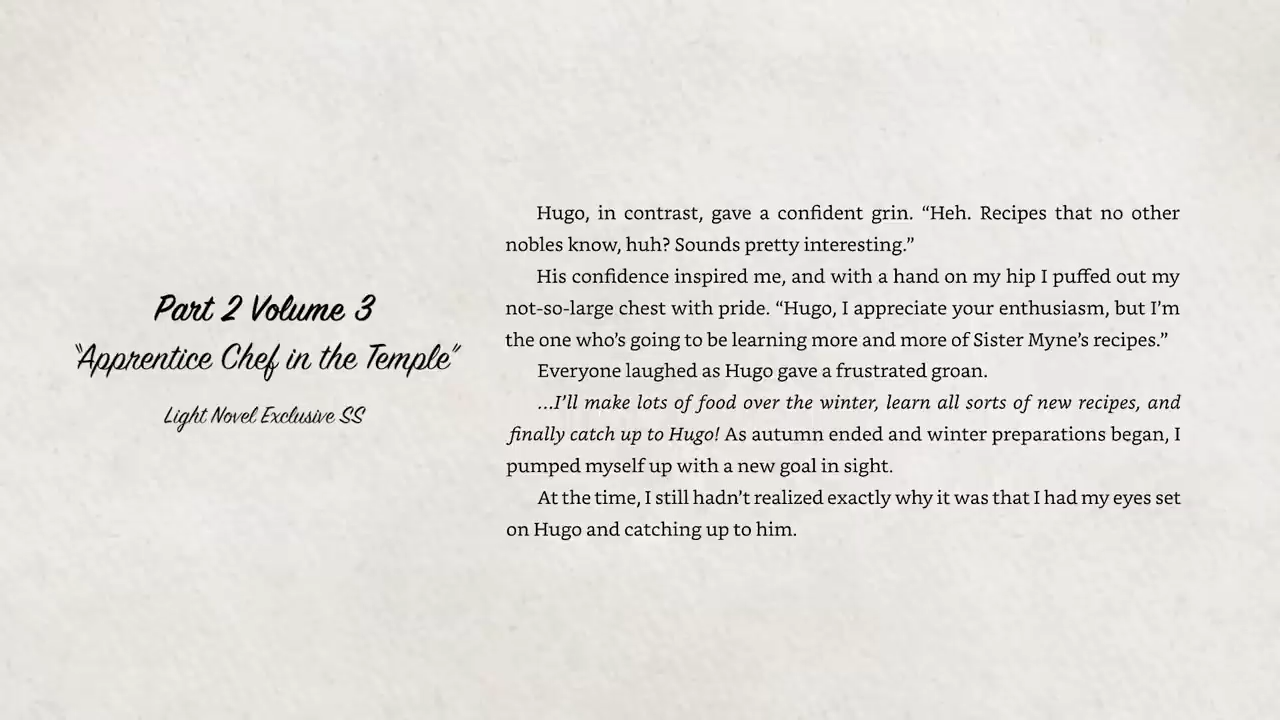 Part 2 Volume 3
"Apprentice Chef in the Temple"
Light Novel Exclusive SS
Hugo, in contrast, gave a confident grin. “Heh. Recipes that no other
nobles know, huh? Sounds pretty interesting.”
His confidence inspired me, and with a hand on my hip I puffed out my
not-so-large chest with pride. “Hugo, I appreciate your enthusiasm, but I’m
the one who’s going to be learning more and more of Sister Myne’s recipes.”
Everyone laughed as Hugo gave a frustrated groan.
...I’ll make lots of food over the winter, learn all sorts of new recipes, and
finally catch up to Hugo! As autumn ended and winter preparations began, I
pumped myself up with a new goal in sight.
At the time, I still hadn’t realized exactly why it was that I had my eyes set
on Hugo and catching up to him.